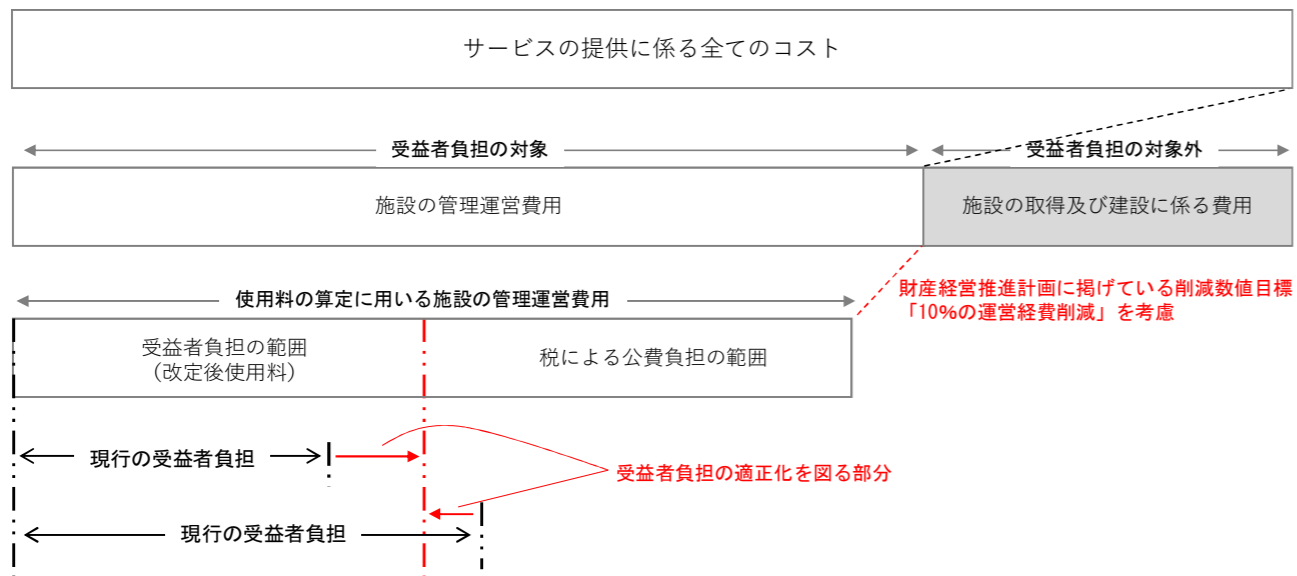 サービスの提供に係る全てのコスト
受益者負担の対象
受益者負担の対象外
施設の管理運営費用
施設の取得及び建設に係る費用
使用料の算定に用いる施設の管理運営費用
財産経営推進計画に掲げている削減数値目標
「10%の運営経費削減」を考慮
受益者負担の範囲
(改定後使用料)
税による公費負担の範囲
現行の受益者負担
受益者負担の適正化を図る部分
現行の受益者負担